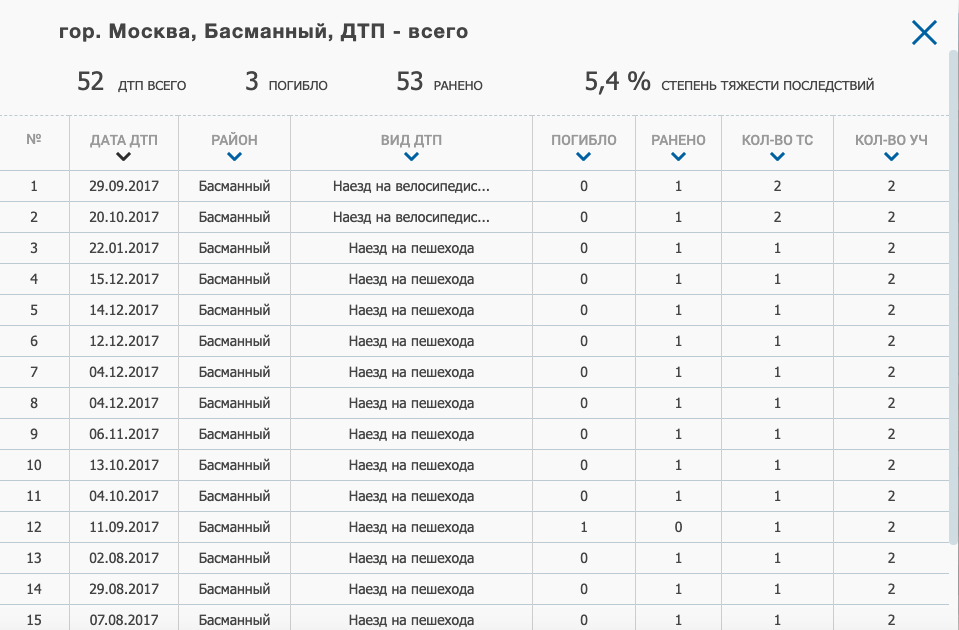 гор. Москва, Басманный, ДТП - всего
52 ДТП ВСЕГО 3 ПОГИБЛО 53 РАНЕНО 5,4 % СТЕПЕНЬ ТЯЖЕСТИ ПОСЛЕДСТВИЙ
№ ДАТА ДТП РАЙОН ВИД ДТП ПОГИБЛО РАНЕНО КОЛ-ВО ТС КОЛ-ВО УЧ
1 29.09.2017 Басманный Наезд на велосипедис... 0 1 2 2
2 20.10.2017 Басманный Наезд на велосипедис... 0 1 2 2
3 22.01.2017 Басманный Наезд на пешехода 0 1 1 2
4 15.12.2017 Басманный Наезд на пешехода 0 1 1 2
5 14.12.2017 Басманный Наезд на пешехода 0 1 1 2
6 12.12.2017 Басманный Наезд на пешехода 0 1 1 2
7 04.12.2017 Басманный Наезд на пешехода 0 1 1 2
8 04.12.2017 Басманный Наезд на пешехода 0 1 1 2
9 06.11.2017 Басманный Наезд на пешехода 0 1 1 2
10 13.10.2017 Басманный Наезд на пешехода 0 1 1 2
11 04.10.2017 Басманный Наезд на пешехода 0 1 1 2
12 11.09.2017 Басманный Наезд на пешехода 1 0 1 2
13 02.08.2017 Басманный Наезд на пешехода 0 1 1 2
14 29.08.2017 Басманный Наезд на пешехода 0 1 1 2
15 07.08.2017 Басманный Наезд на пешехода 0 1 1 2